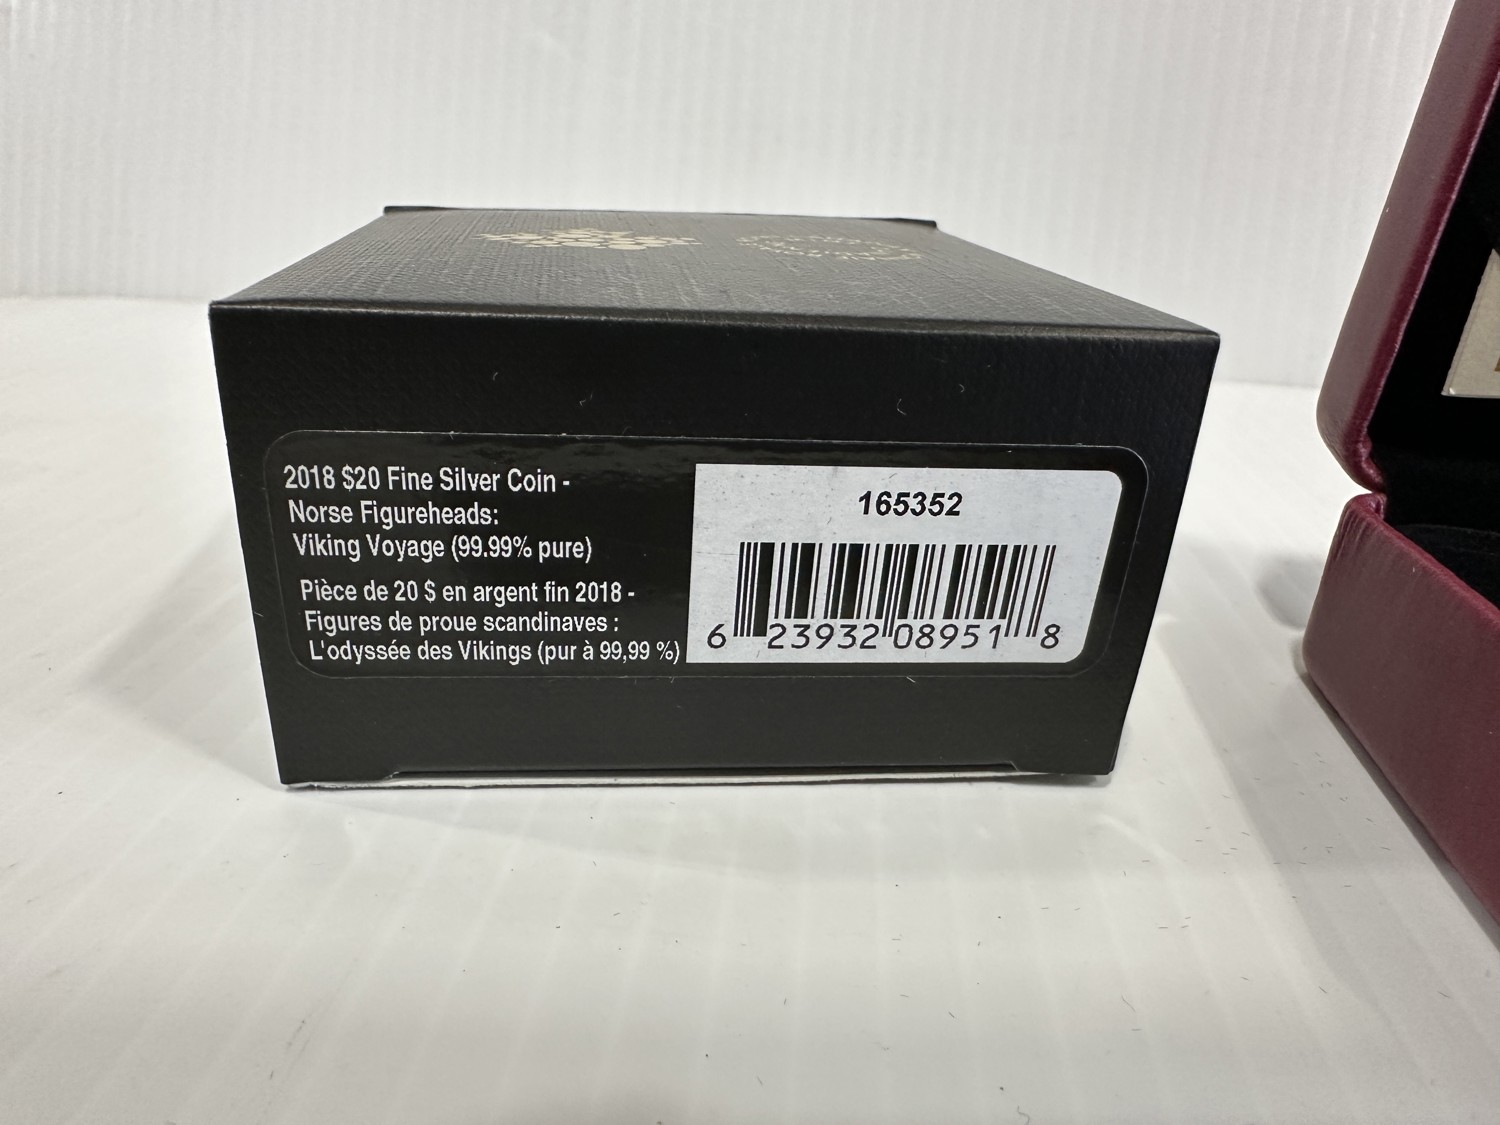 2018 $20 Fine Silver Coin -
Norse Figureheads:
Viking Voyage (99.99% pure)
Pièce de 20 $ en argent fin 2018 -
Figures de proue scandinaves :
L'odyssée des Vikings (pur à 99,99 %)
165352
6 23932 08951 8